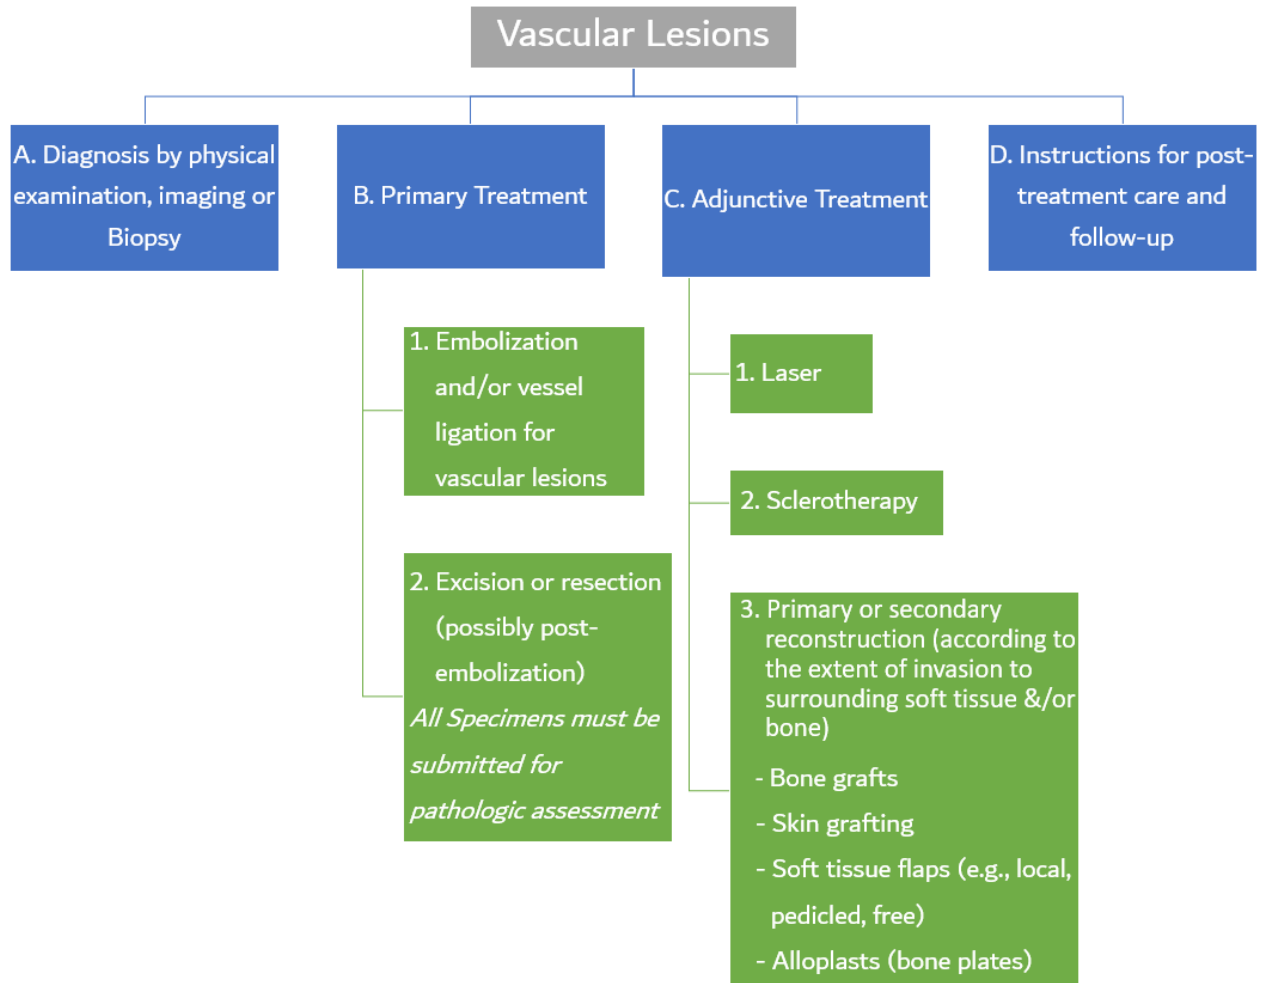 Vascular Lesions
A. Diagnosis by physical
examination, imaging or
Biopsy
B. Primary Treatment
C. Adjunctive Treatment
D. Instructions for post-
treatment care and
follow-up
1. Embolization
and/or vessel
ligation for
vascular lesions
2. Excision or resection
(possibly post-
embolization)
All Specimens must be
submitted for
pathologic assessment
1. Laser
2. Sclerotherapy
3. Primary or secondary
reconstruction (according to
the extent of invasion to
surrounding soft tissue &/or
bone)
- Bone grafts
- Skin grafting
- Soft tissue flaps (e.g., local,
pedicled, free)
- Alloplasts (bone plates)